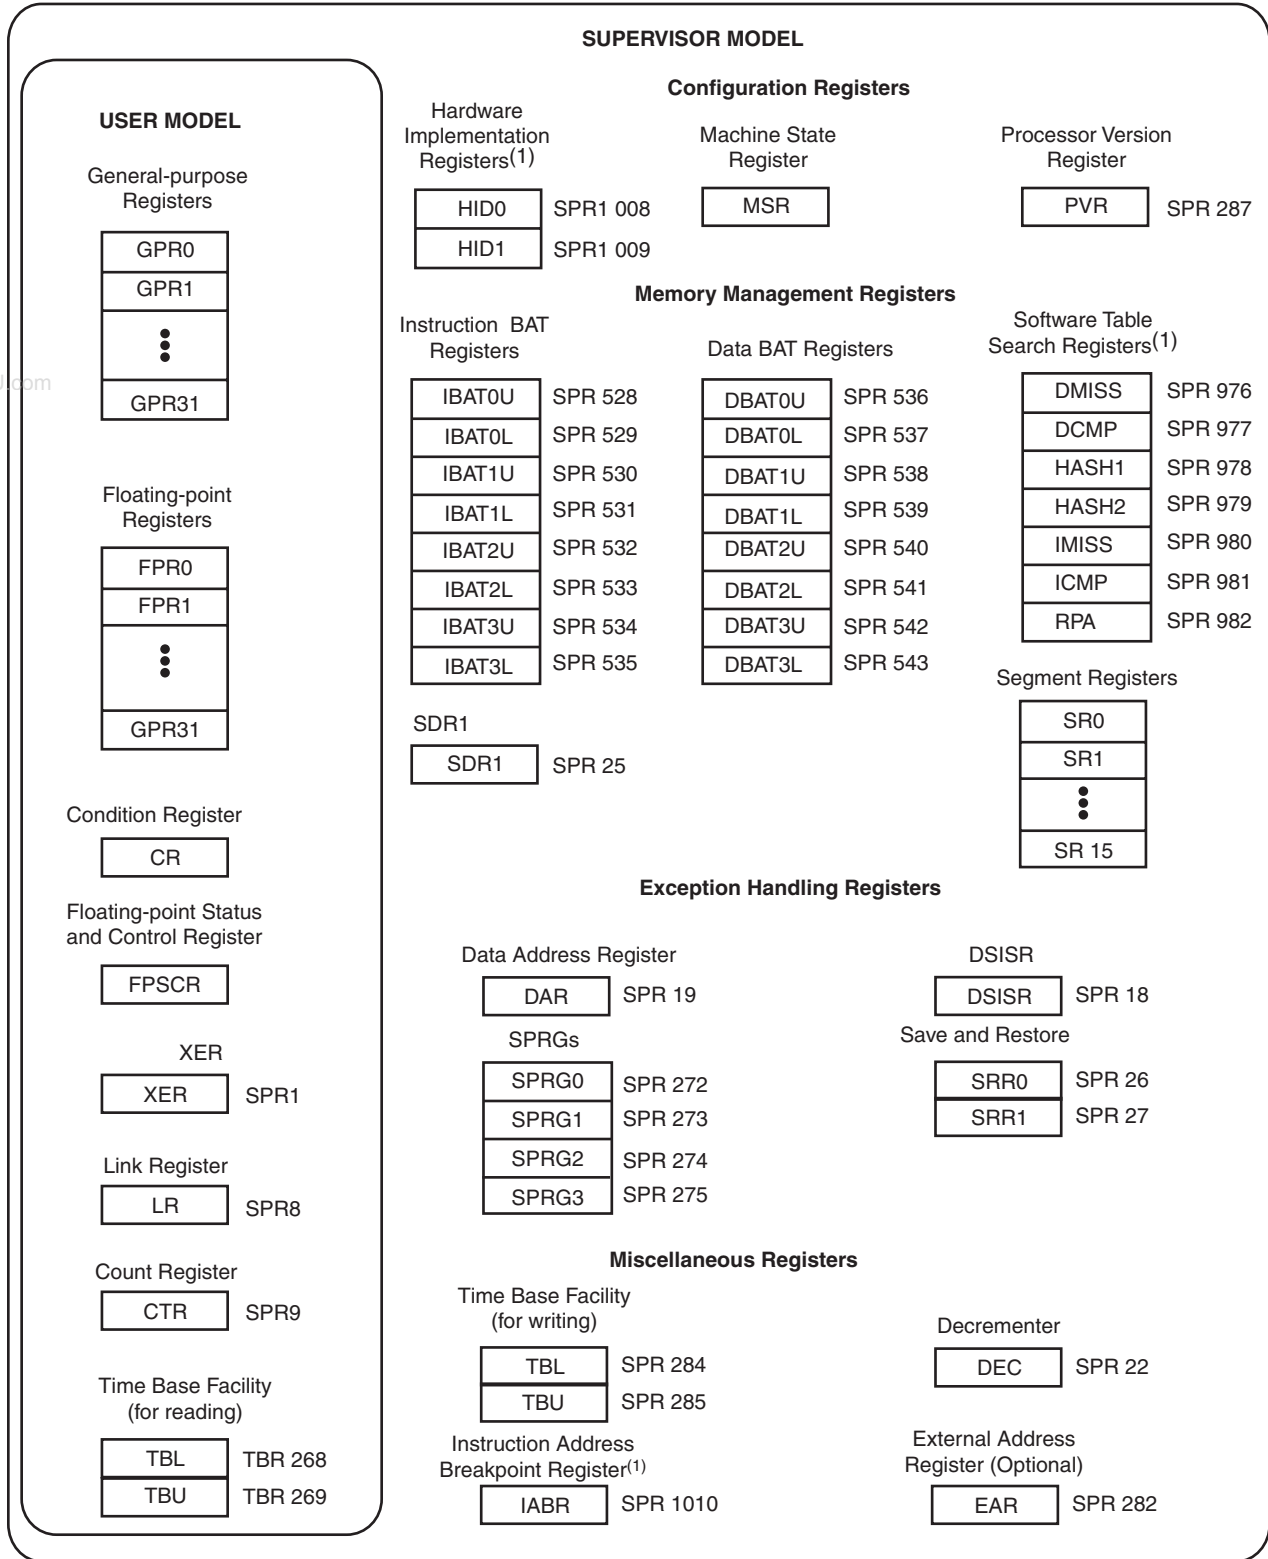 SUPERVISOR MODEL
USER MODEL
General-purpose
Registers
GPR0
GPR1
GPR31
Floating-point
Registers
FPR0
FPR1
GPR31
Condition Register
CR
Floating-point Status
and Control Register
FPSCR
XER
XER SPR1
Link Register
LR SPR8
Count Register
CTR SPR9
Time Base Facility
(for reading)
TBL TBR 268
TBU TBR 269
Configuration Registers
Hardware
Implementation
Registers(1)
HID0 SPR1 008
HID1 SPR1 009
Machine State
Register
MSR
Processor Version
Register
PVR SPR 287
Memory Management Registers
Instruction BAT
Registers
IBAT0U SPR 528
IBAT0L SPR 529
IBAT1U SPR 530
IBAT1L SPR 531
IBAT2U SPR 532
IBAT2L SPR 533
IBAT3U SPR 534
IBAT3L SPR 535
Data BAT Registers
DBAT0U SPR 536
DBAT0L SPR 537
DBAT1U SPR 538
DBAT1L SPR 539
DBAT2U SPR 540
DBAT2L SPR 541
DBAT3U SPR 542
DBAT3L SPR 543
Software Table
Search Registers(1)
DMISS SPR 976
DCMP SPR 977
HASH1 SPR 978
HASH2 SPR 979
IMISS SPR 980
ICMP SPR 981
RPA SPR 982
SDR1
SDR1 SPR 25
Segment Registers
SR0
SR1
SR 15
Exception Handling Registers
Data Address Register
DAR SPR 19
DSISR
DSISR SPR 18
SPRGs
SPRG0 SPR 272
SPRG1 SPR 273
SPRG2 SPR 274
SPRG3 SPR 275
Save and Restore
SRR0 SPR 26
SRR1 SPR 27
Miscellaneous Registers
Time Base Facility
(for writing)
TBL SPR 284
TBU SPR 285
Decrementer
DEC SPR 22
Instruction Address
Breakpoint Register(1)
IABR SPR 1010
External Address
Register (Optional)
EAR SPR 282